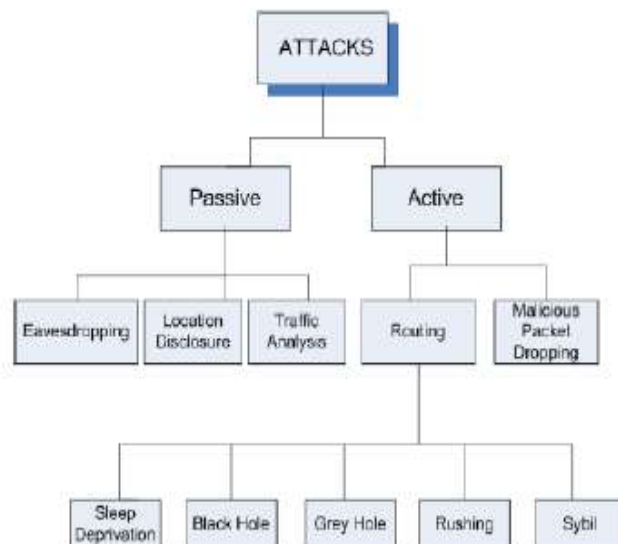 ATTACKS
Passive
Active
Eavesdropping
Location
Disclosure
Traffic
Analysis
Routing
Malicious
Packet
Dropping
Sleep
Deprivation
Black Hole
Grey Hole
Rushing
Sybil